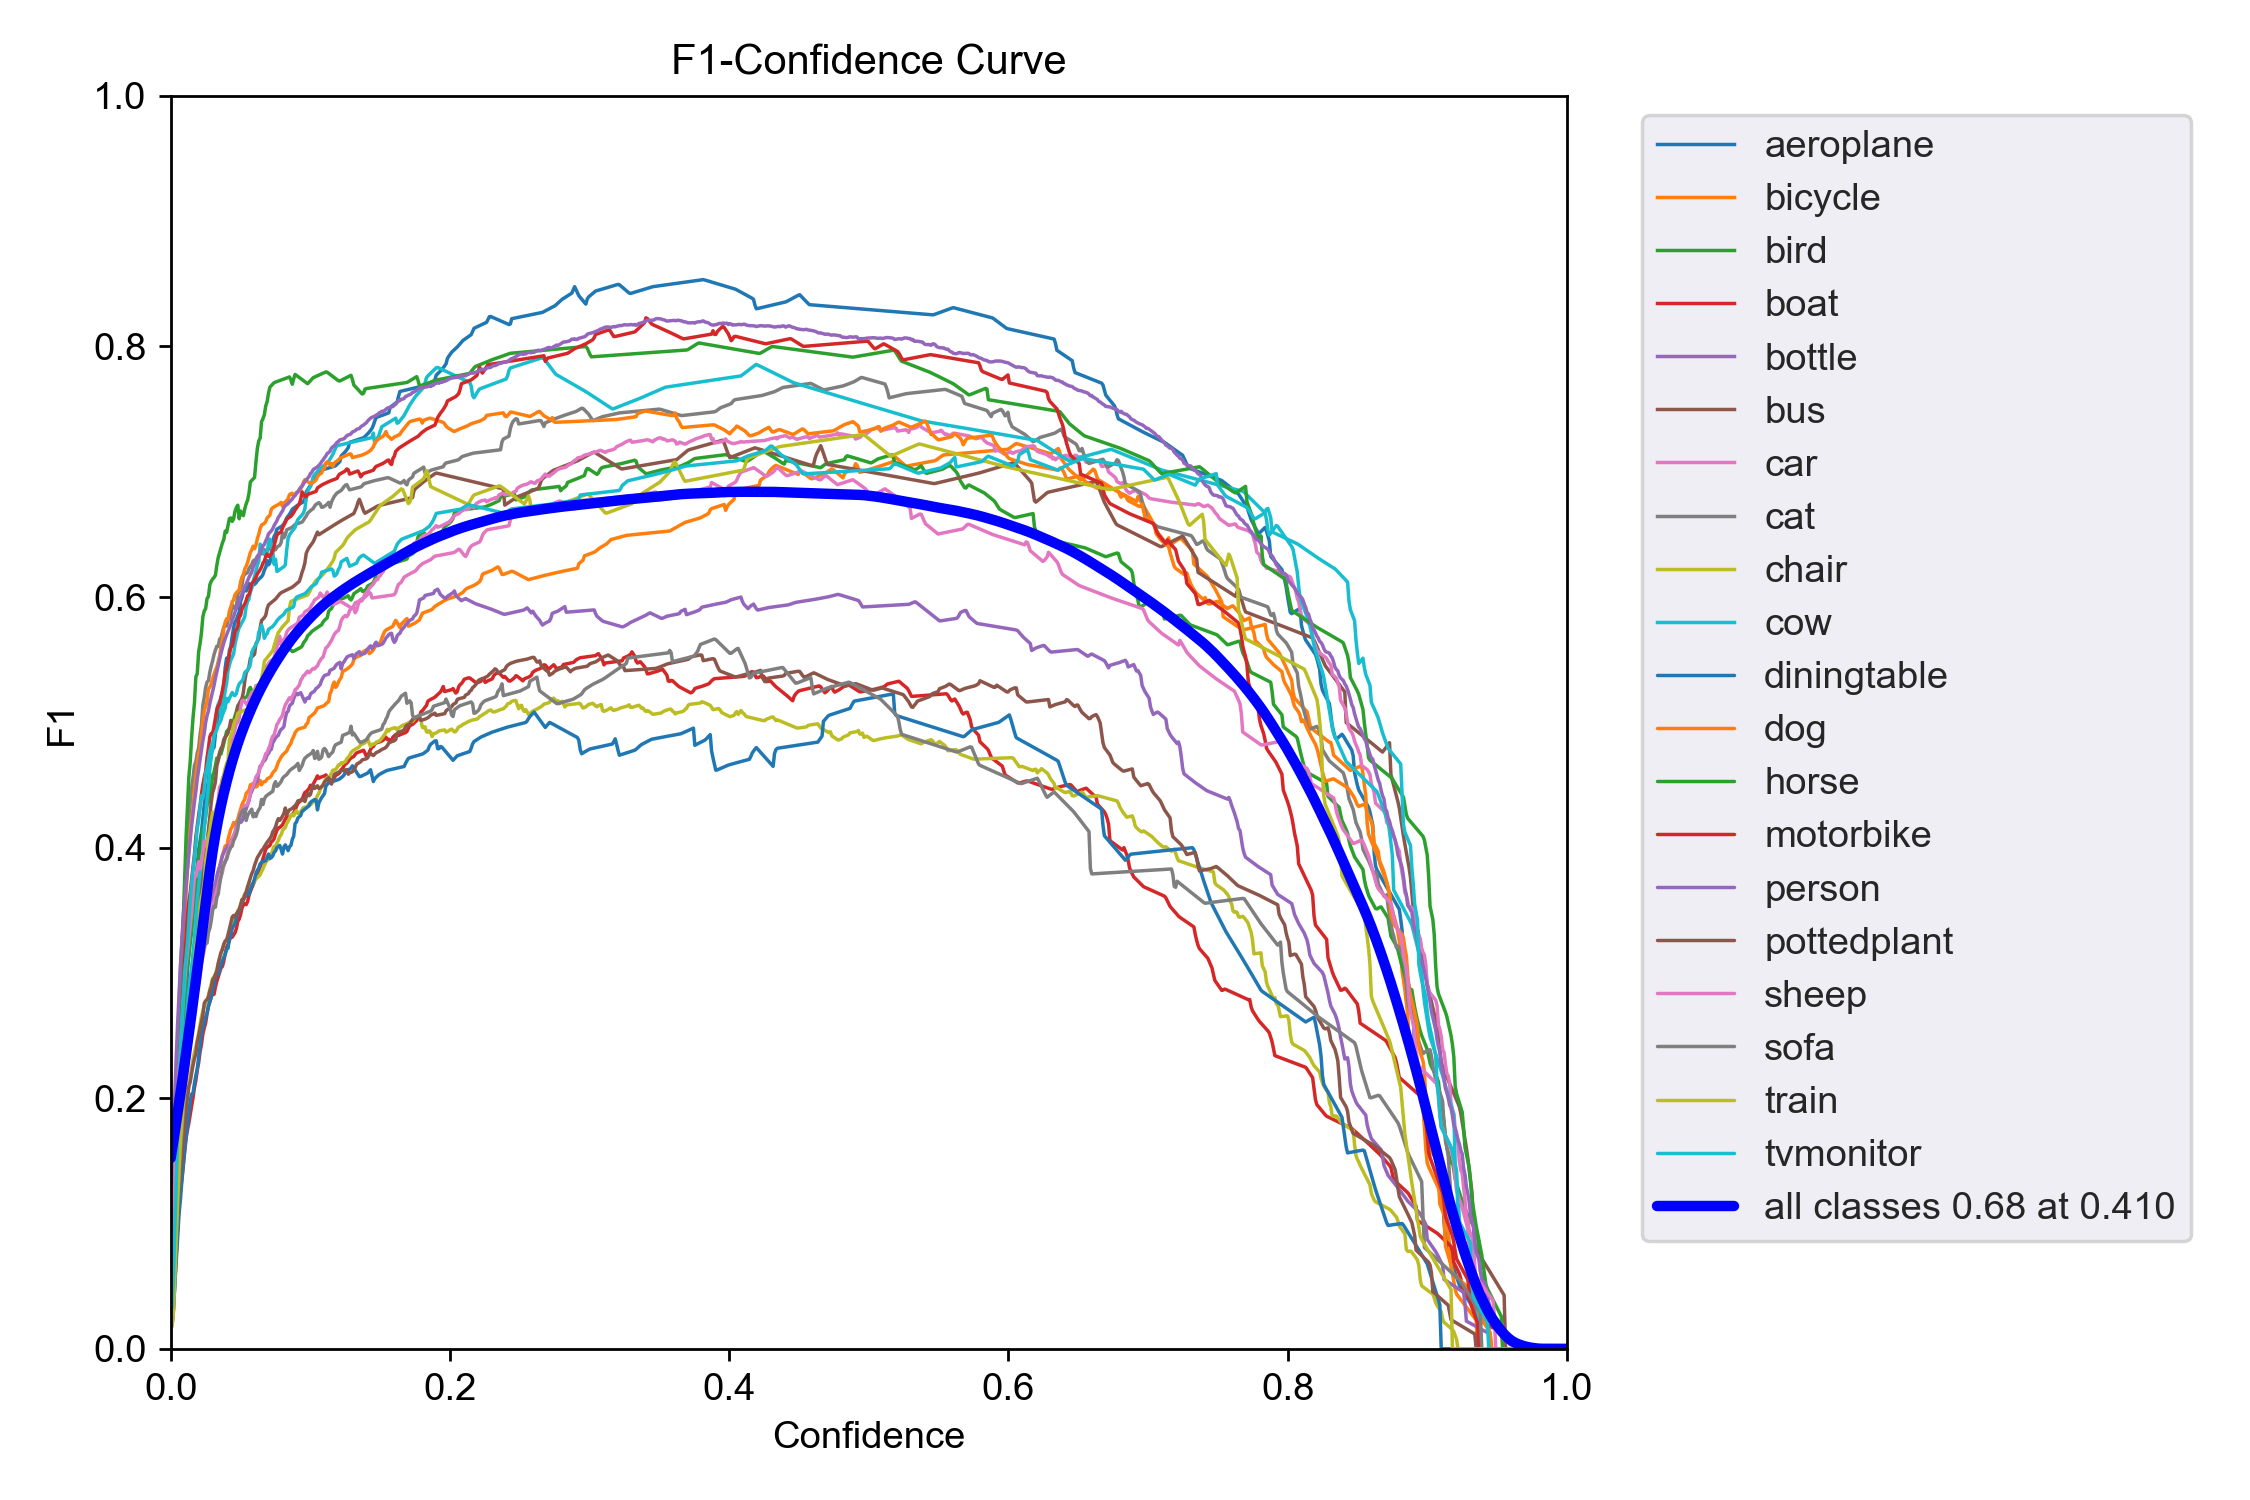 F1-Confidence Curve
1.0
0.8
0.6
0.4
0.2
0.0
F1
0.0 0.2 0.4 0.6 0.8 1.0
Confidence
aeroplane
bicycle
bird
boat
bottle
bus
car
cat
chair
cow
diningtable
dog
horse
motorbike
person
pottedplant
sheep
sofa
train
tvmonitor
all classes 0.68 at 0.410